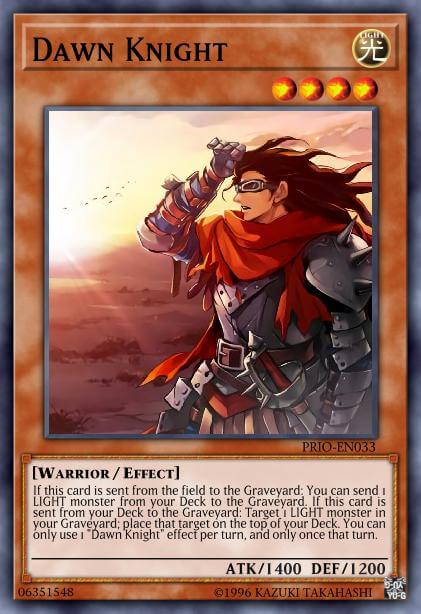 Dawn Knight
LIGHT
光
PRIO-EN033
[Warrior / Effect]
If this card is sent from the field to the Graveyard: You can send 1
LIGHT monster from your Deck to the Graveyard. If this card is
sent from your Deck to the Graveyard: Target 1 LIGHT monster in
your Graveyard; place that target on the top of your Deck. You can
only use 1 "Dawn Knight" effect per turn, and only once that turn.
ATK/1400 DEF/1200
06351548
©1996 KAZUKI TAKAHASHI